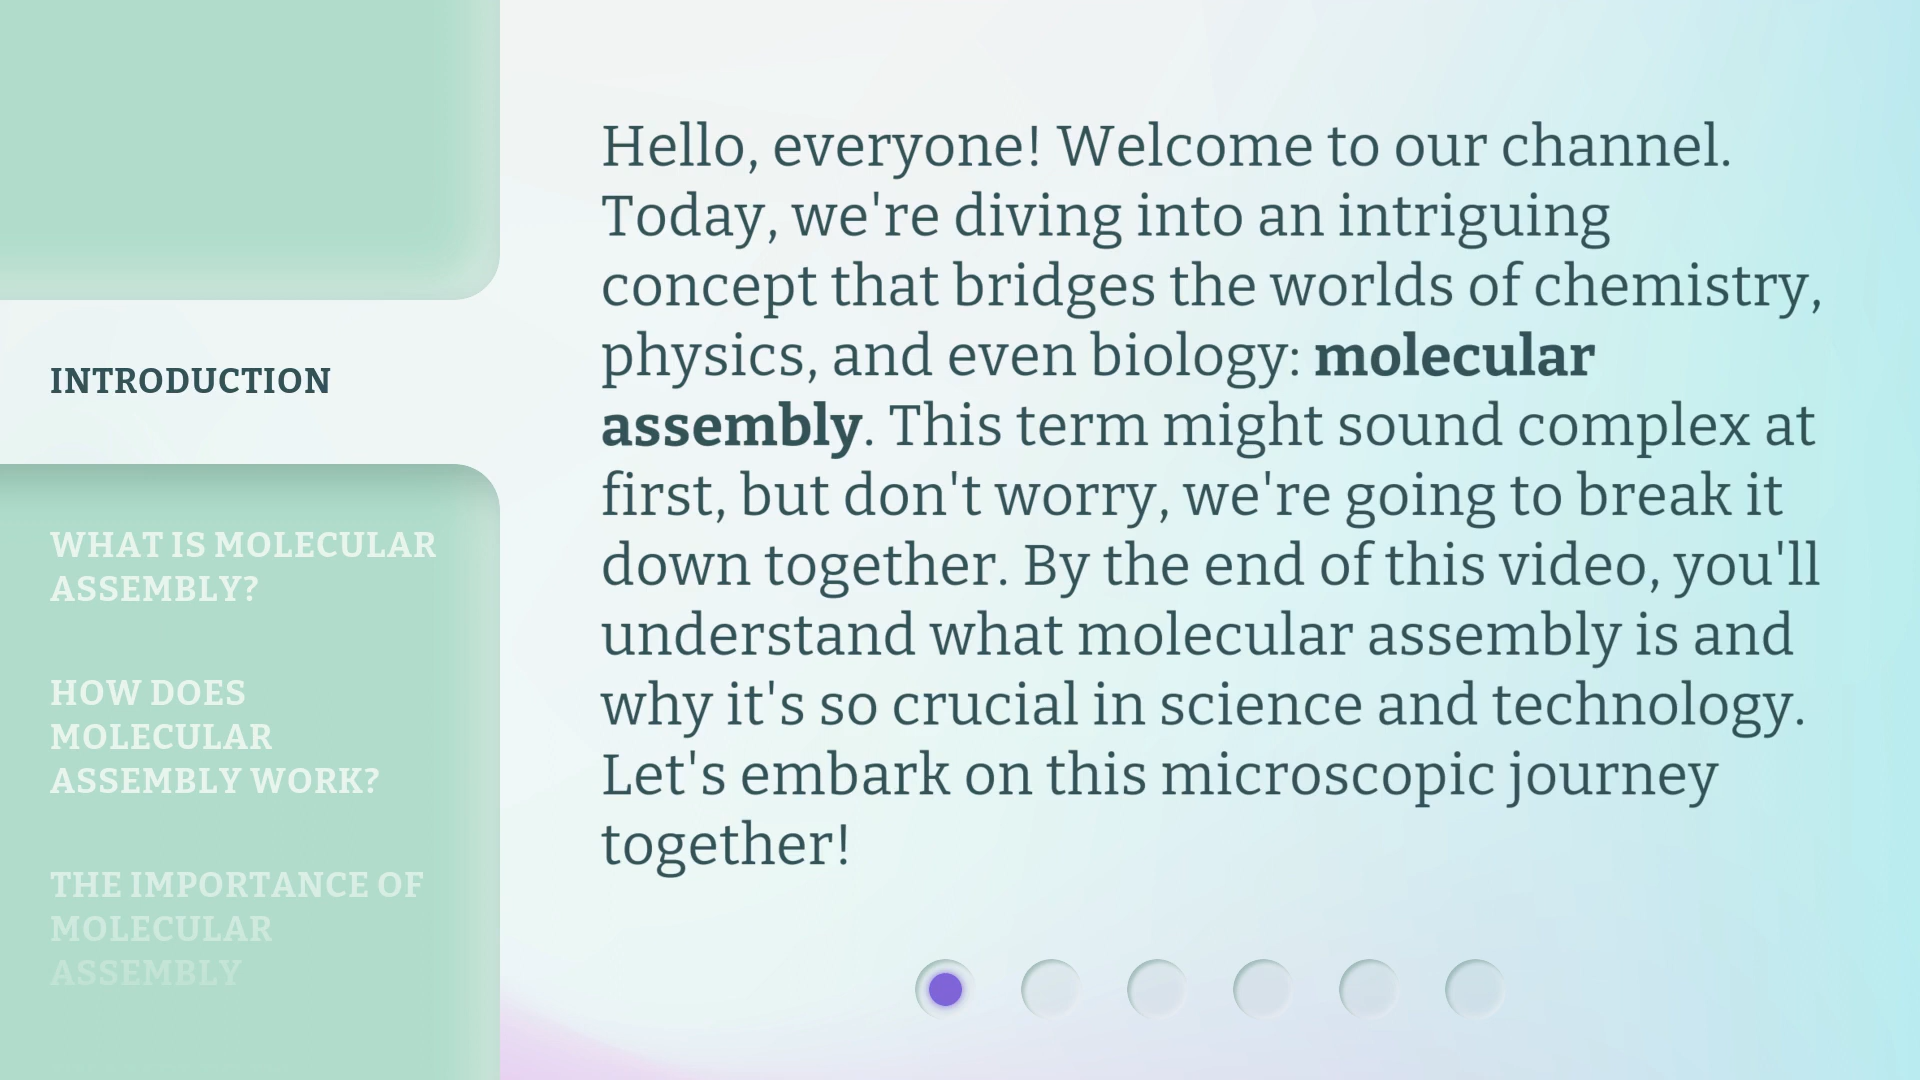 INTRODUCTION
WHAT IS MOLECULAR
ASSEMBLY?
HOW DOES
MOLECULAR
ASSEMBLY WORK?
THE IMPORTANCE OF
MOLECULAR
ASSEMBLY
Hello, everyone! Welcome to our channel.
Today, we're diving into an intriguing
concept that bridges the worlds of chemistry,
physics, and even biology: molecular
assembly. This term might sound complex at
first, but don't worry, we're going to break it
down together. By the end of this video, you'll
understand what molecular assembly is and
why it's so crucial in science and technology.
Let's embark on this microscopic journey
together!